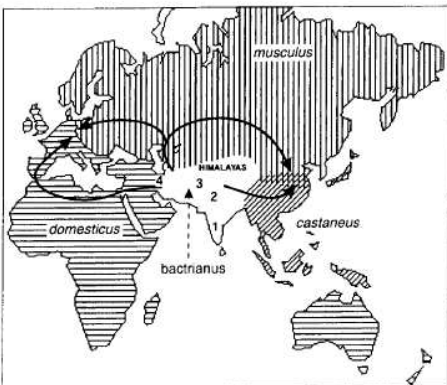 musculus
HIMALAYAS
4
3
2
domesticus
castaneus
1
bactrianus